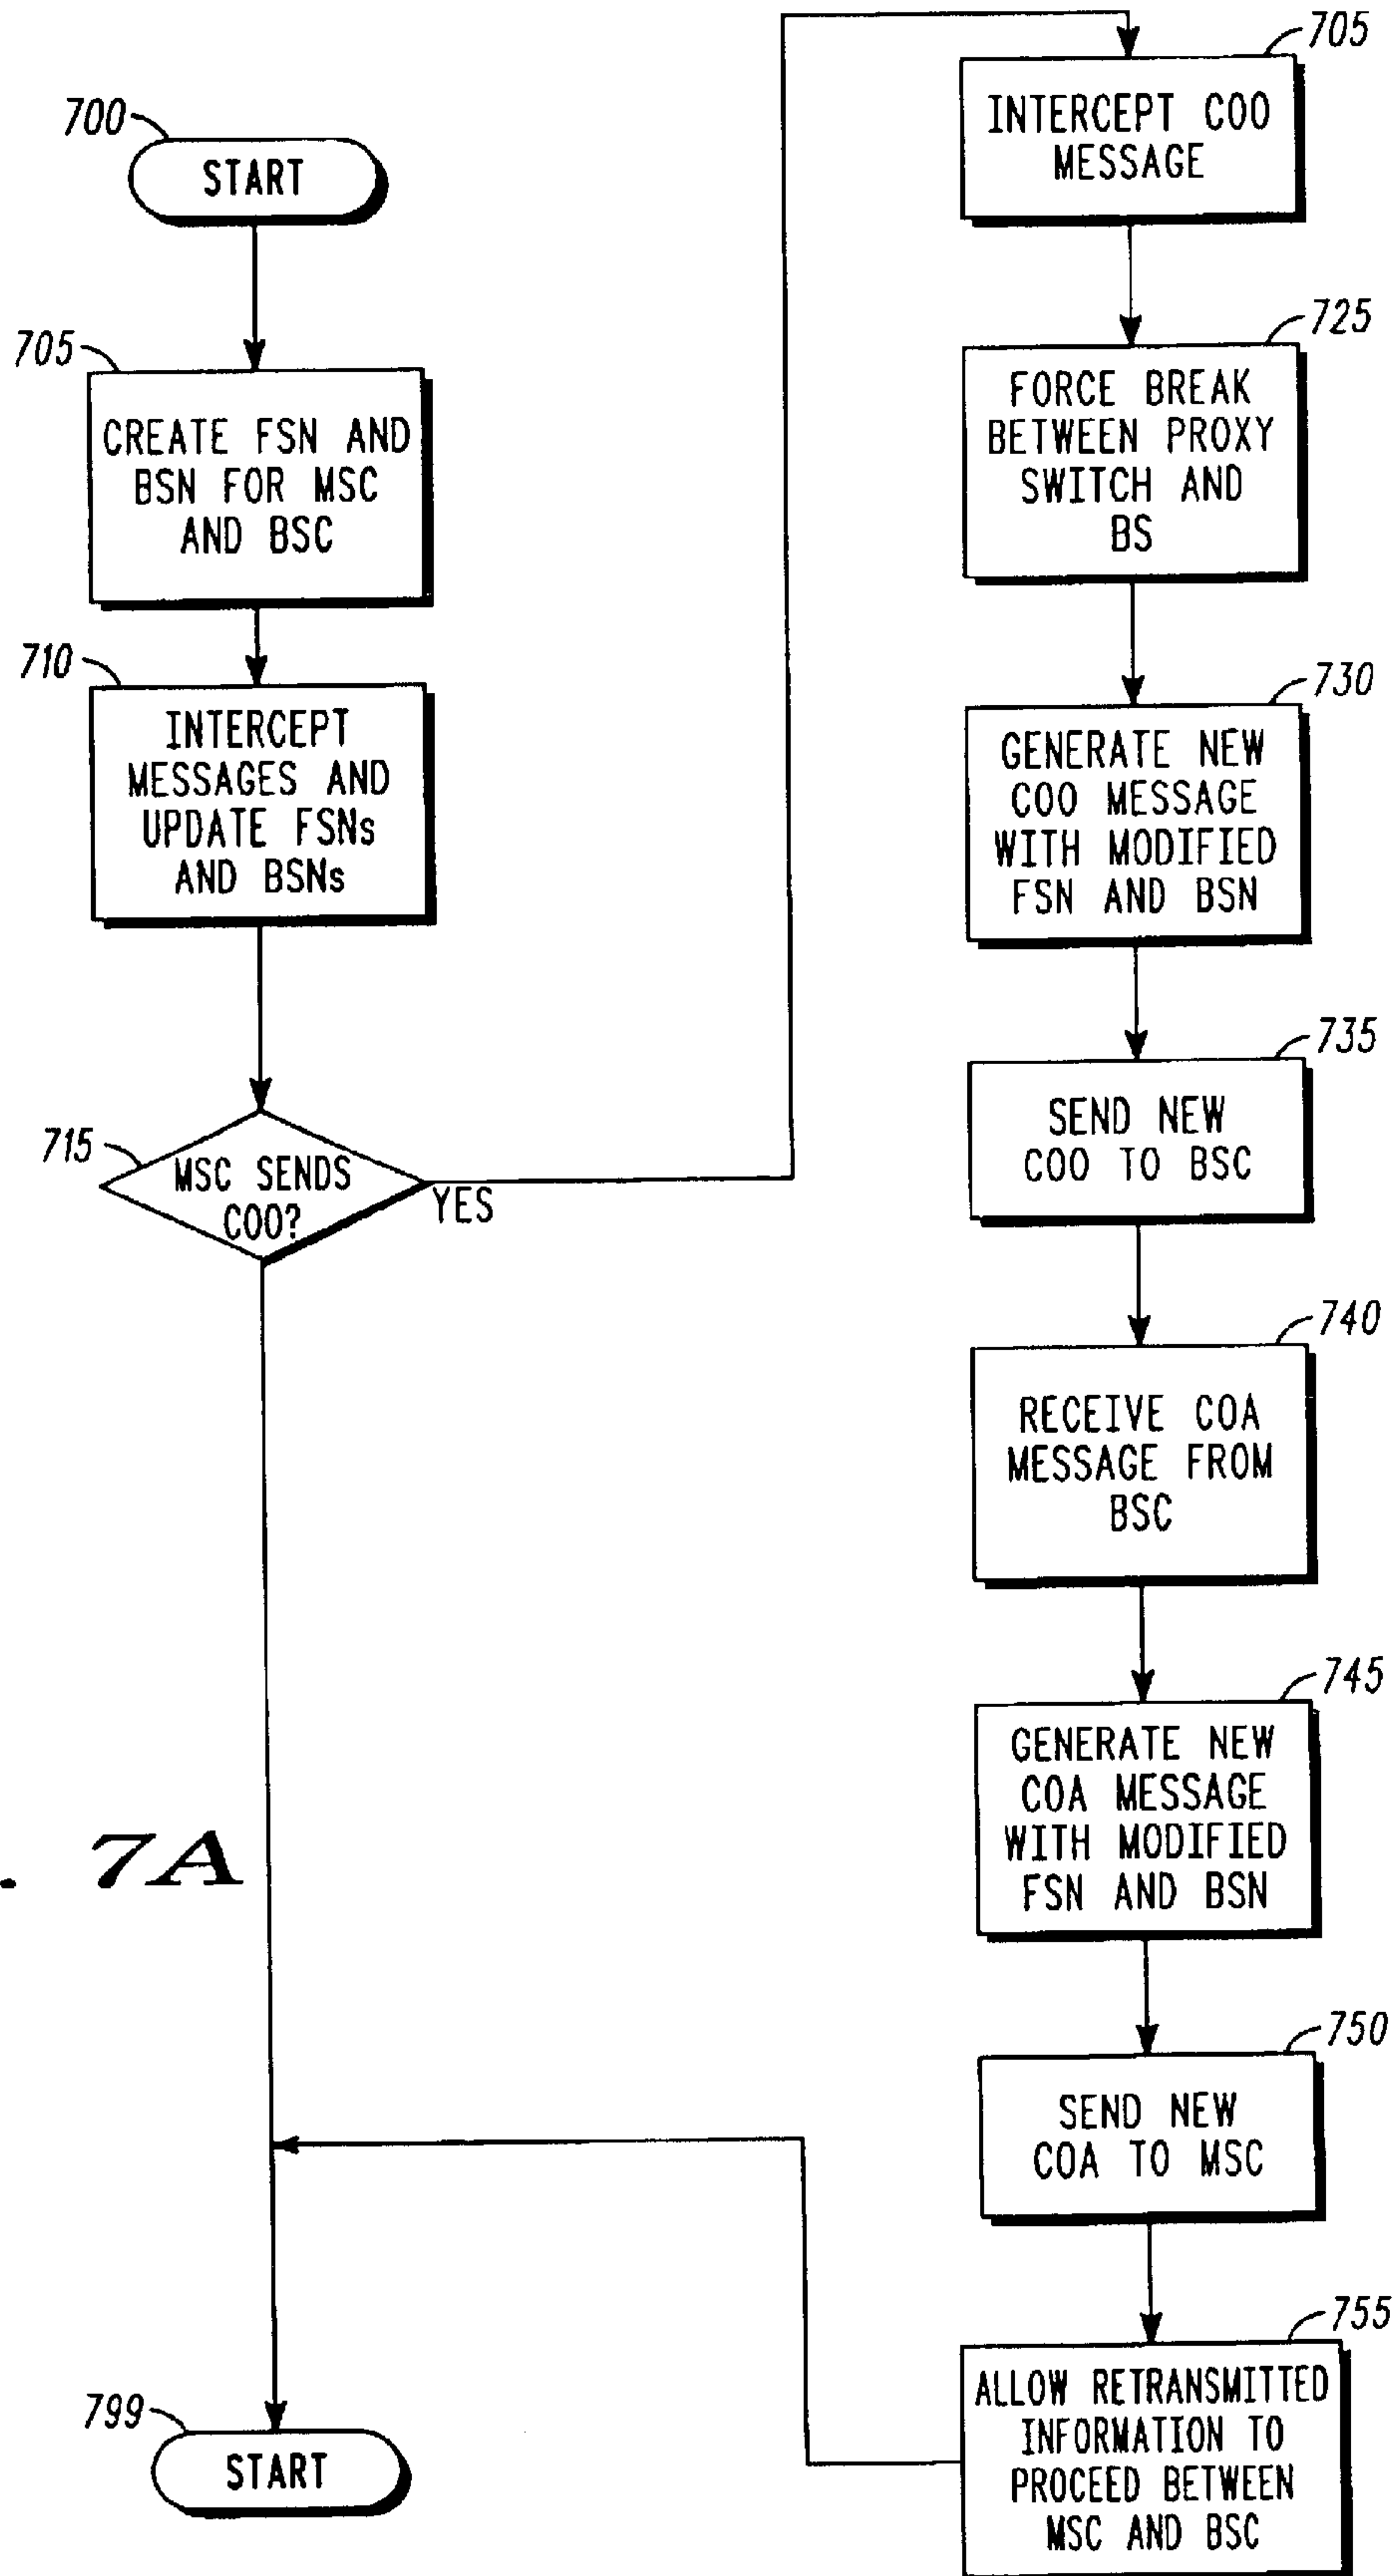 700
START
705
CREATE FSN AND
BSN FOR MSC
AND BSC
710
INTERCEPT
MESSAGES AND
UPDATE FSNs
AND BSNs
715
MSC SENDS
COO?
YES
705
INTERCEPT COO
MESSAGE
725
FORCE BREAK
BETWEEN PROXY
SWITCH AND
BS
730
GENERATE NEW
COO MESSAGE
WITH MODIFIED
FSN AND BSN
735
SEND NEW
COO TO BSC
740
RECEIVE COA
MESSAGE FROM
BSC
745
GENERATE NEW
COA MESSAGE
WITH MODIFIED
FSN AND BSN
750
SEND NEW
COA TO MSC
755
ALLOW RETRANSMITTED
INFORMATION TO
PROCEED BETWEEN
MSC AND BSC
799
START
. 7A